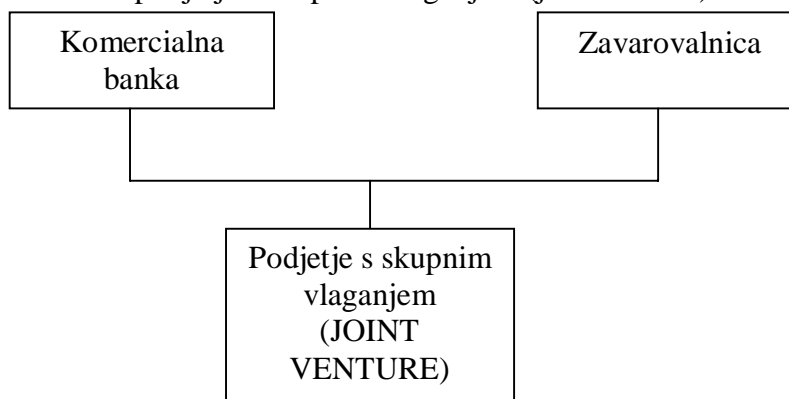 Komercialna
banka
Zavarovalnica
Podjetje s skupnim
vlaganjem
(JOINT
VENTURE)